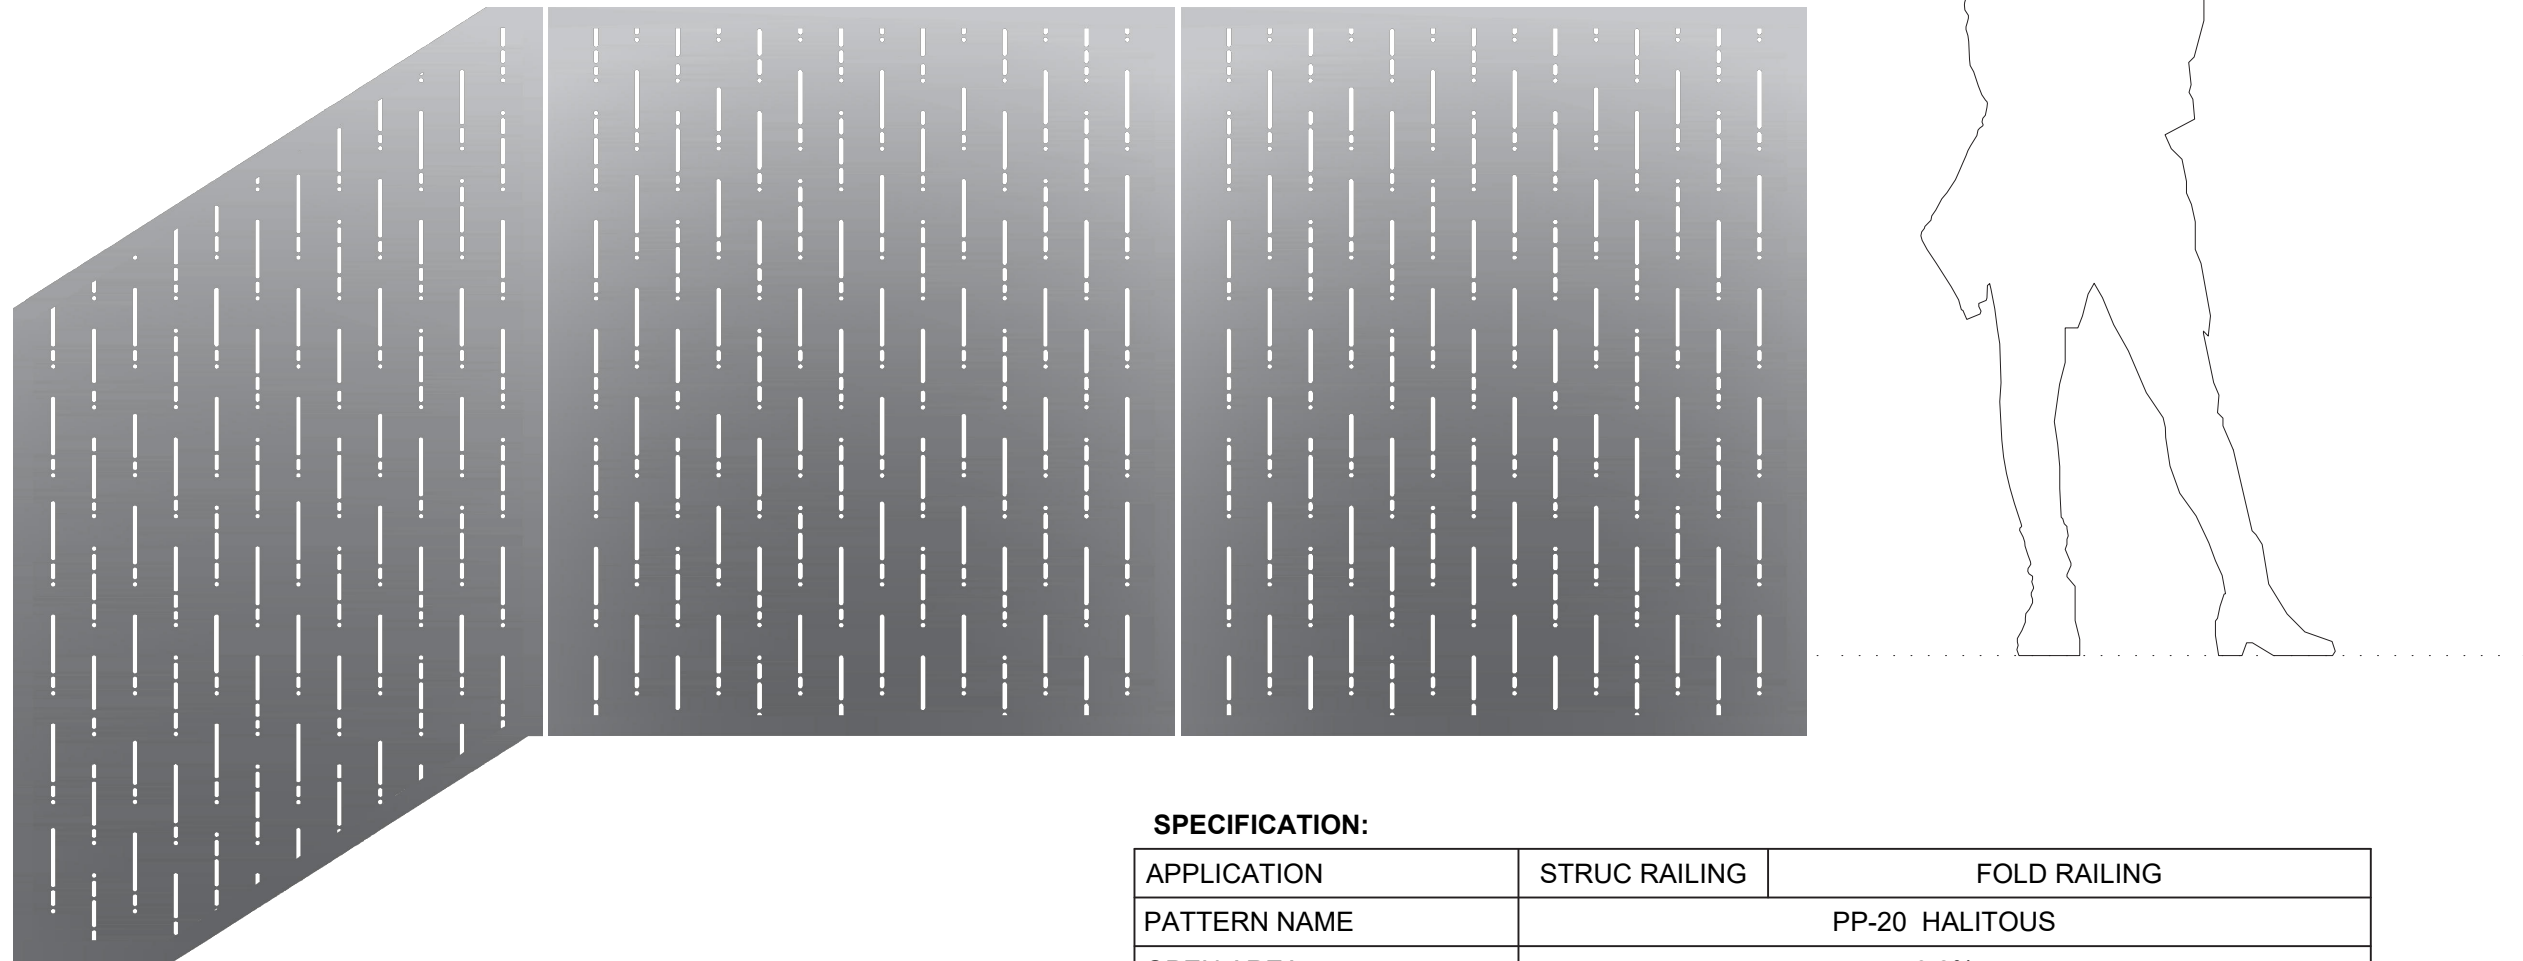 SPECIFICATION:
APPLICATION STRUC RAILING FOLD RAILING
PATTERN NAME PP-20 HALITOUS